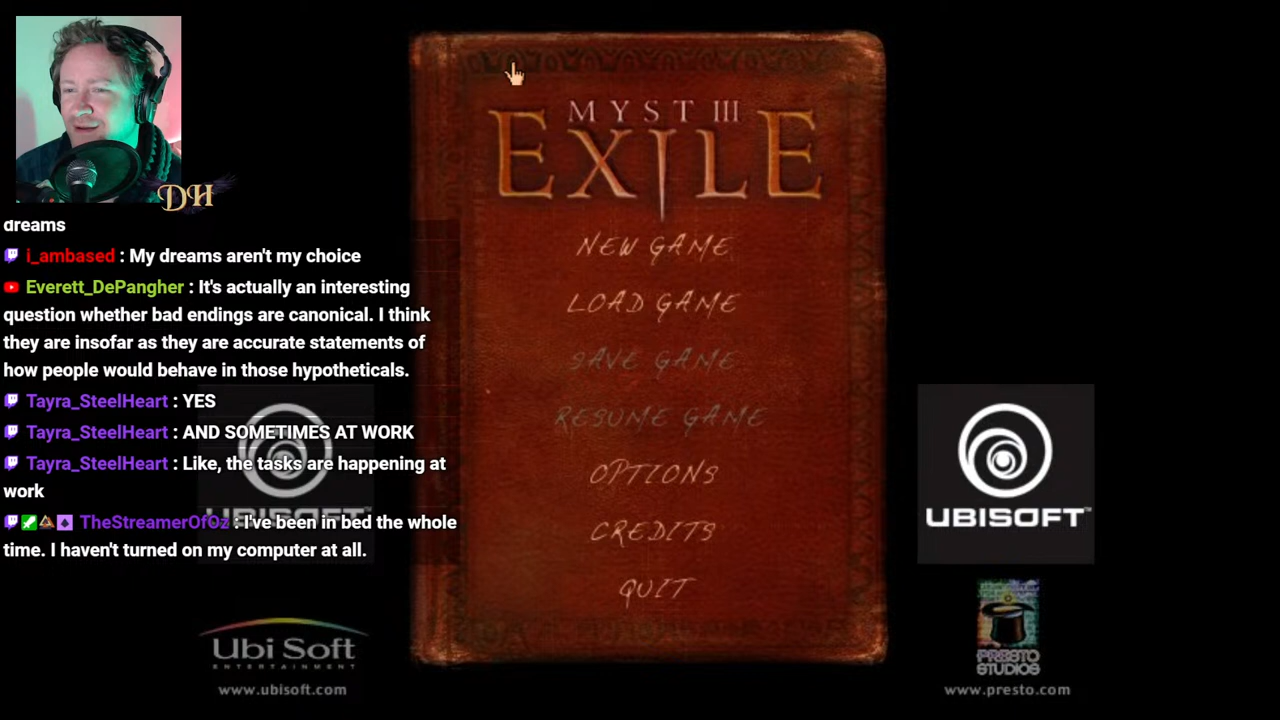 MYST III
EXILE
NEW GAME
LOAD GAME
SAVE GAME
RESUME GAME
OPTIONS
CREDITS
QUIT
DH
dreams
i_ambased : My dreams aren't my choice
Everett_DePangher : It's actually an interesting
question whether bad endings are canonical. I think
they are insofar as they are accurate statements of
how people would behave in those hypotheticals.
Tayra_SteelHeart : YES
Tayra_SteelHeart : AND SOMETIMES AT WORK
Tayra_SteelHeart : Like, the tasks are happening at
work
TheStreamerOfOz : I've been in bed the whole
time. I haven't turned on my computer at all.
UBISOFT
Ubi Soft
ENTERTAINMENT
www.ubisoft.com
UBISOFT™
PRESTO
STUDIOS
www.presto.com